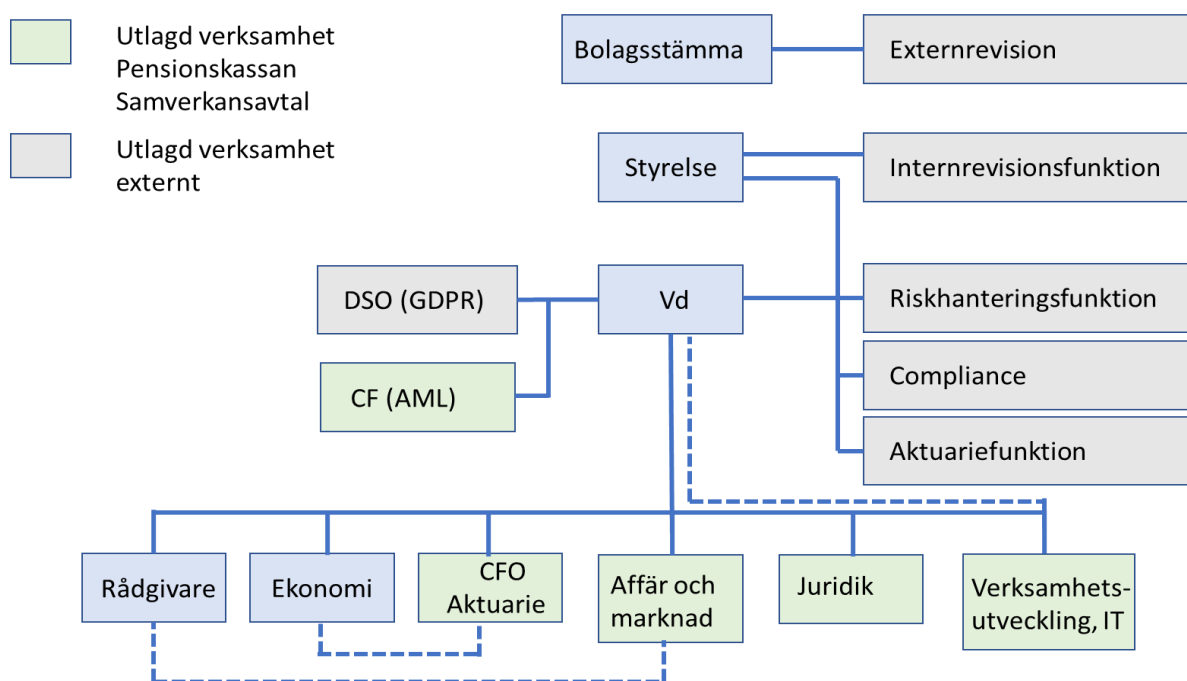 Utlagd verksamhet
Pensionskassan
Samverkansavtal
Utlagd verksamhet
externt
Bolagsstämma
Externrevision
Styrelse
Internrevisionsfunktion
DSO (GDPR)
Vd
Riskhanteringsfunktion
CF (AML)
Compliance
Aktuariefunktion
Rådgivare
Ekonomi
CFO
Aktuarie
Affär och
marknad
Juridik
Verksamhets-
utveckling, IT